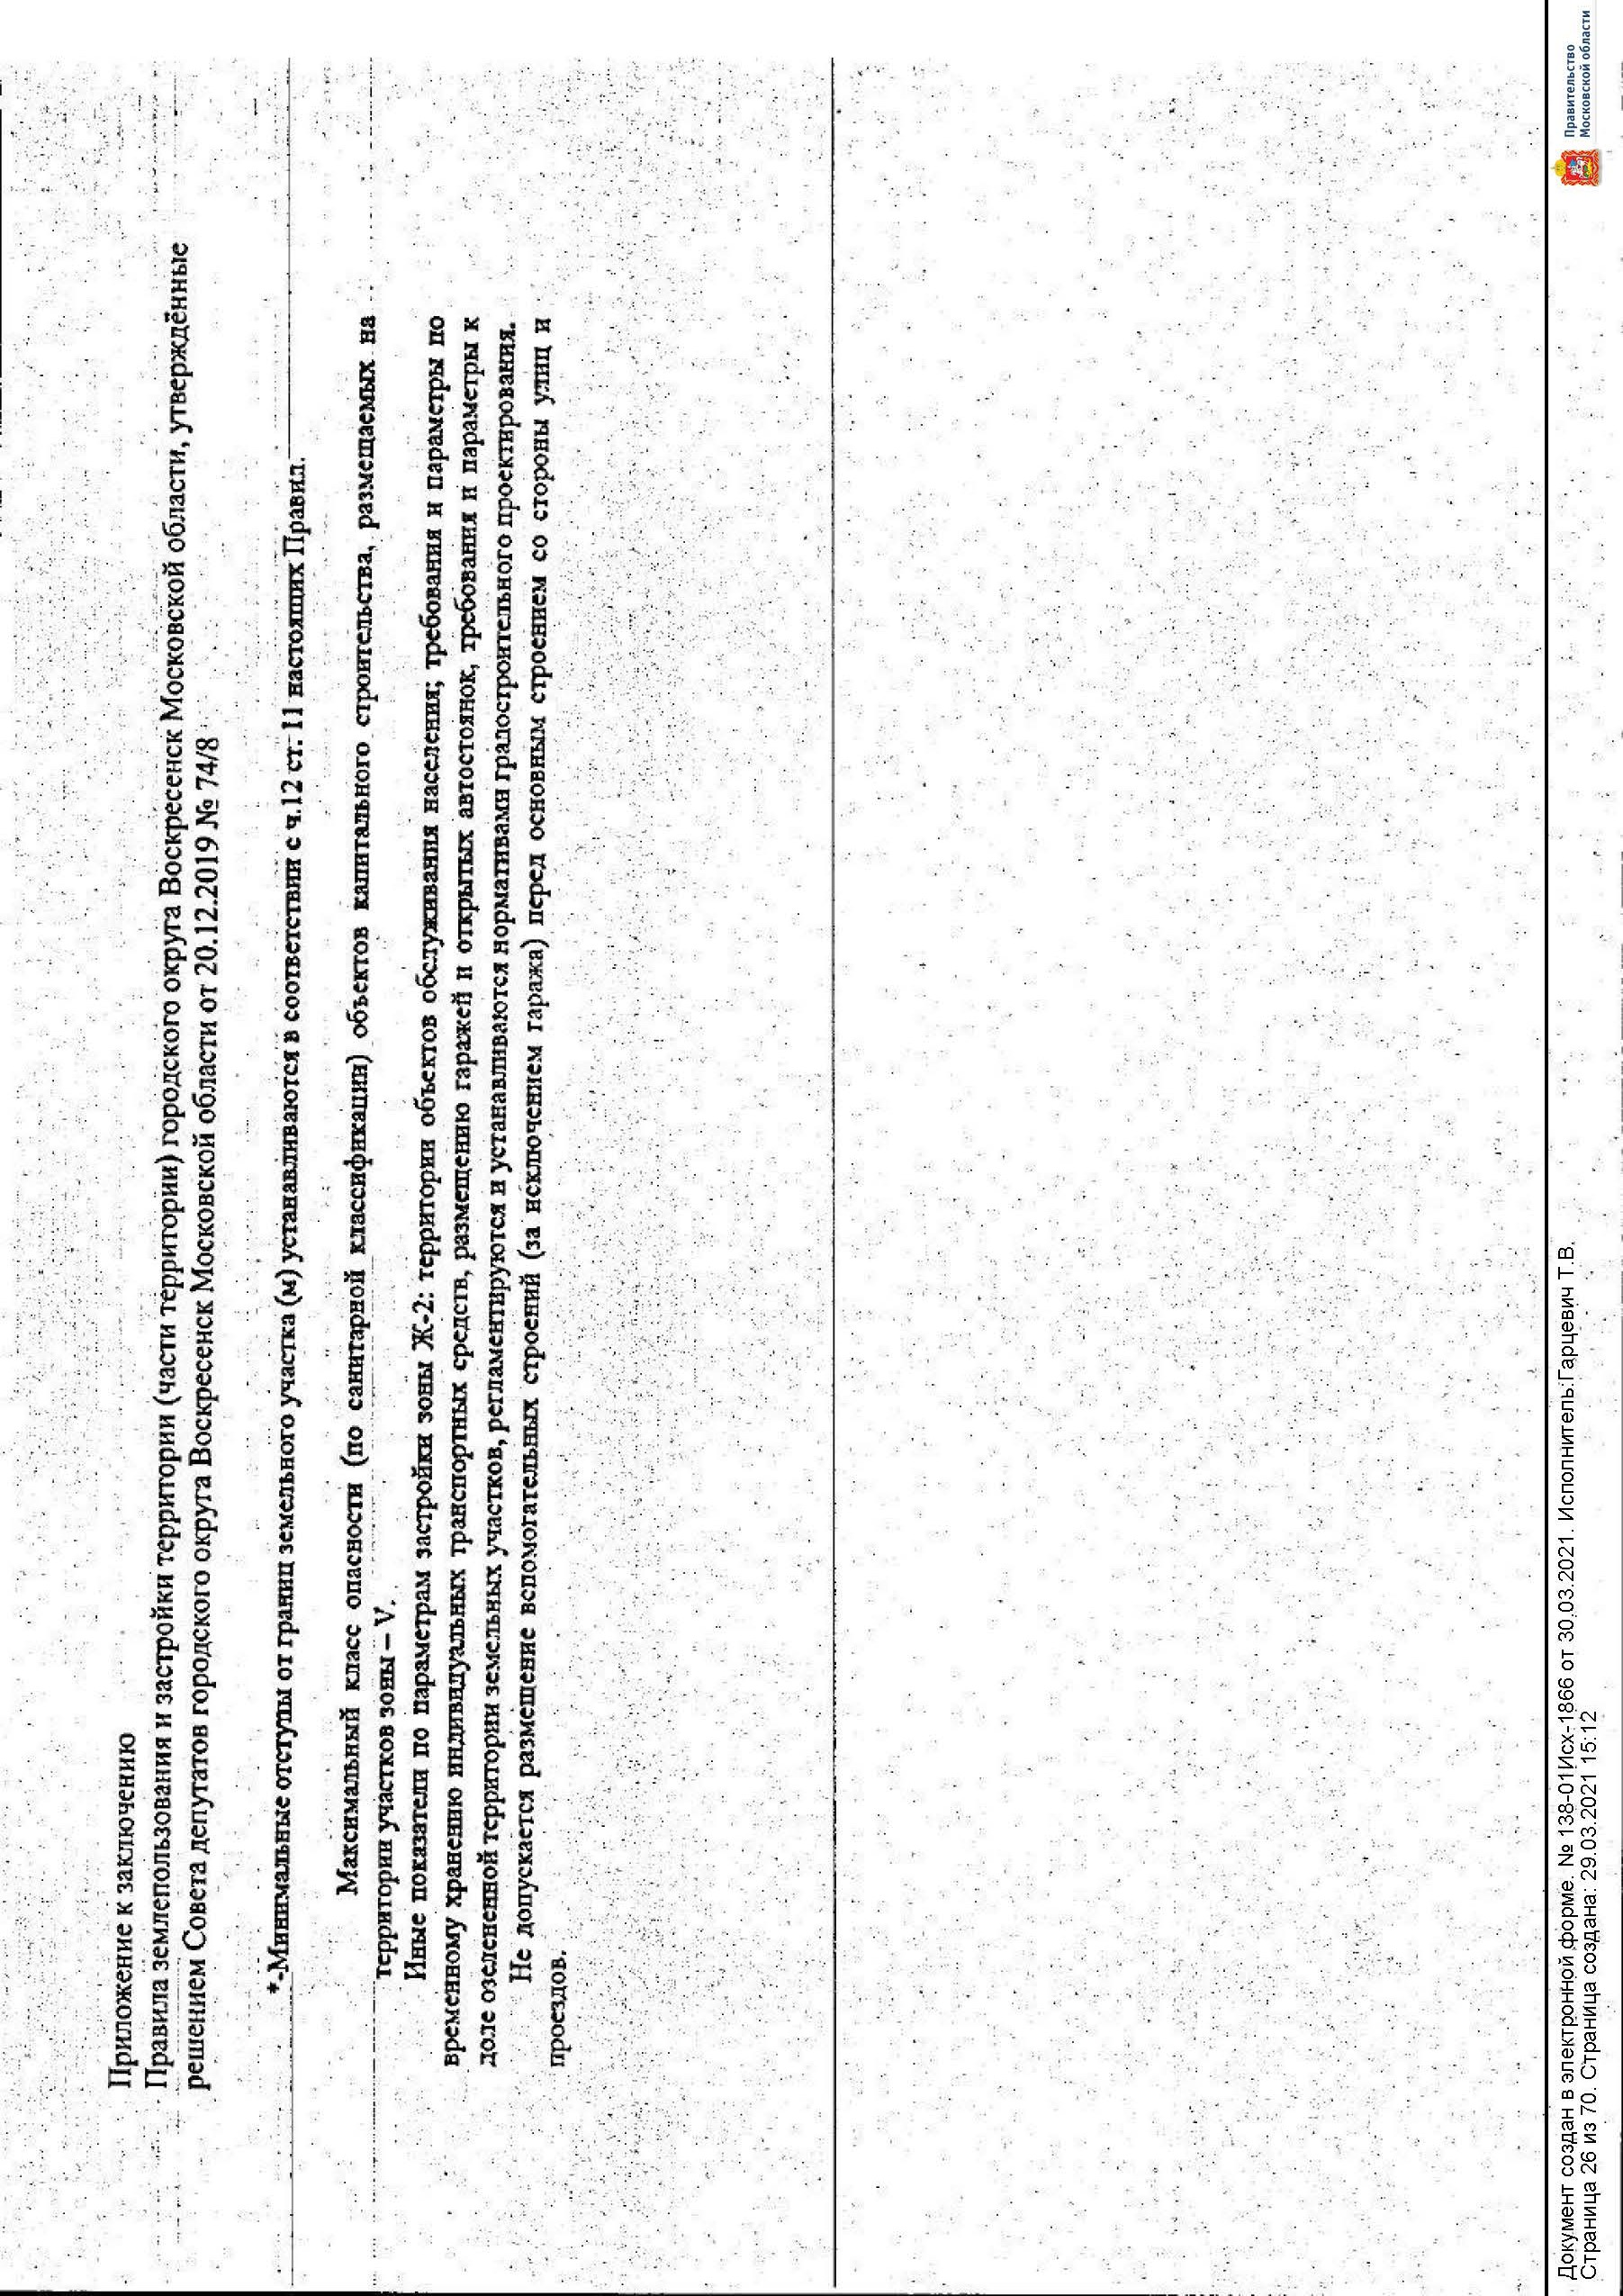 Приложение к заключению
Правила землепользования и застройки территории (части территории) городского округа Воскресенск Московской области, утверждённые
решением Совета депутатов городского округа Воскресенск Московской области от 20.12.2019 № 74/8
*-Минимальные отступы от границ земельного участка (м) устанавливаются в соответствии с ч.12 ст. 11 настоящих Правил.
Максимальный класс опасности (по санитарной классификации) объектов капитального строительства, размещаемых на
территории участков зоны – V.
Иные показатели по параметрам застройки зоны Ж-2: территории объектов обслуживания населения; требования и параметры по
временному хранению индивидуальных транспортных средств, размещению гаражей и открытых автостоянок, требования и параметры к
доле озелененной территории земельных участков, регламентируются и устанавливаются нормативами градостроительного проектирования.
Не допускается размещение вспомогательных строений (за исключением гаража) перед основным строением со стороны улиц и
проездов.
Документ создан в электронной форме. № 138-01Исх-1866 от 30.03.2021. Исполнитель:Гарцевич Т.В.
Страница 26 из 70. Страница создана: 29.03.2021 15:12
Правительство
Московской области